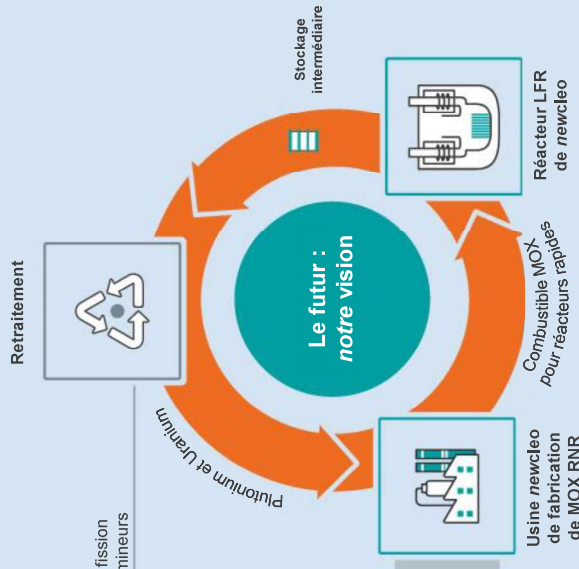 Retraitement
Stockage
intermédiaire
fission
mineurs
Plutonium et Uranium
Le futur :
notre vision
Réacteur LFR
de newcleo
Combustible MOX
pour réacteurs rapides
Usine newcleo
de fabrication
de MOX RNR